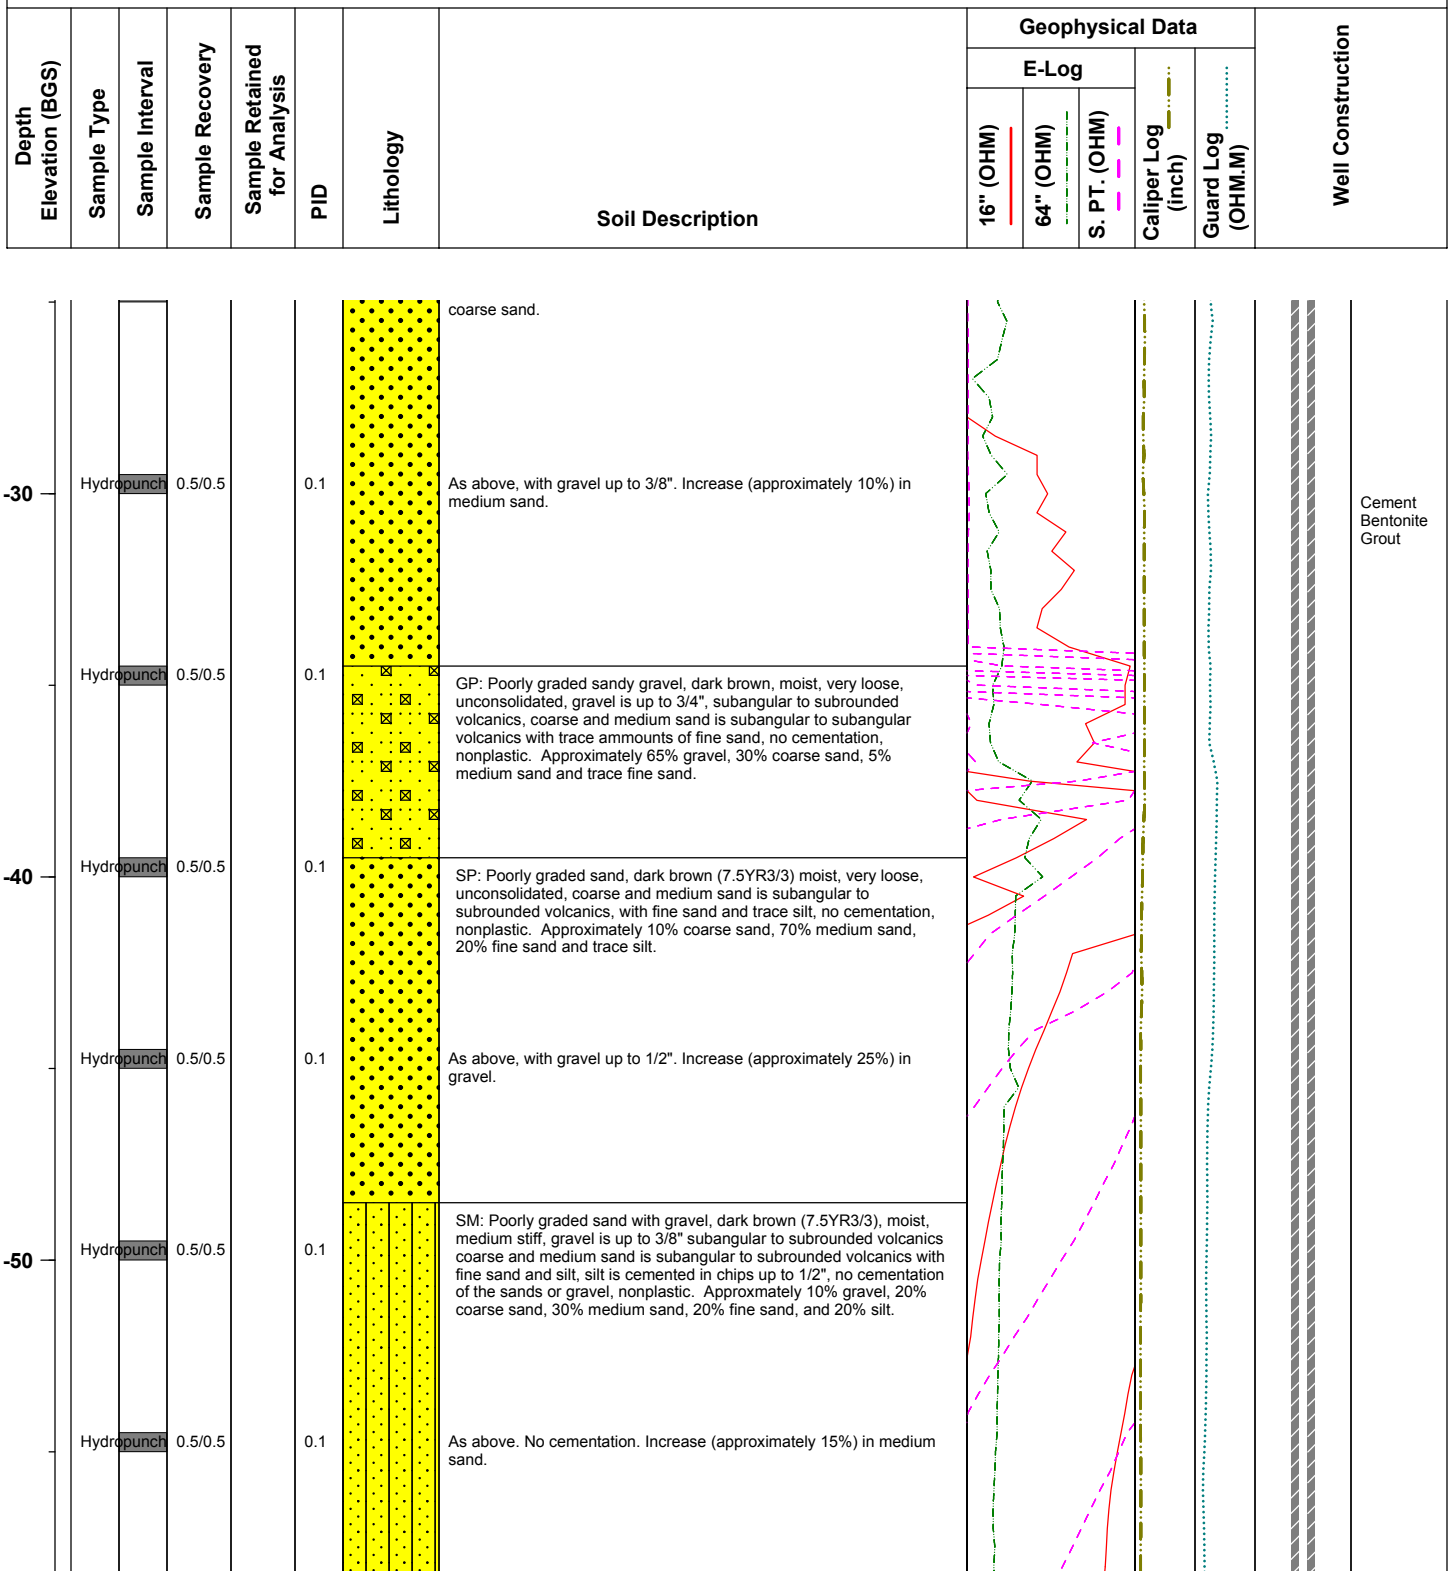 Depth
Elevation (BGS)
Sample Type
Sample Interval
Sample Recovery
Sample Retained
for Analysis
PID
Lithology
Soil Description
Geophysical Data
E-Log
16" (OHM)
64" (OHM)
S. PT. (OHM)
Caliper Log
(inch)
Guard Log
(OHM.M)
Well Construction
coarse sand.
-30
Hydropunch 0.5/0.5 0.1
As above, with gravel up to 3/8". Increase (approximately 10%) in
medium sand.
Cement
Bentonite
Grout
Hydropunch 0.5/0.5 0.1
GP: Poorly graded sandy gravel, dark brown, moist, very loose,
unconsolidated, gravel is up to 3/4", subangular to subrounded
volcanics, coarse and medium sand is subangular to subangular
volcanics with trace ammounts of fine sand, no cementation,
nonplastic. Approximately 65% gravel, 30% coarse sand, 5%
medium sand and trace fine sand.
-40
Hydropunch 0.5/0.5 0.1
SP: Poorly graded sand, dark brown (7.5YR3/3) moist, very loose,
unconsolidated, coarse and medium sand is subangular to
subrounded volcanics, with fine sand and trace silt, no cementation,
nonplastic. Approximately 10% coarse sand, 70% medium sand,
20% fine sand and trace silt.
Hydropunch 0.5/0.5 0.1
As above, with gravel up to 1/2". Increase (approximately 25%) in
gravel.
-50
Hydropunch 0.5/0.5 0.1
SM: Poorly graded sand with gravel, dark brown (7.5YR3/3), moist,
medium stiff, gravel is up to 3/8" subangular to subrounded volcanics
coarse and medium sand is subangular to subrounded volcanics with
fine sand and silt, silt is cemented in chips up to 1/2", no cementation
of the sands or gravel, nonplastic. Approxmately 10% gravel, 20%
coarse sand, 30% medium sand, 20% fine sand, and 20% silt.
Hydropunch 0.5/0.5 0.1
As above. No cementation. Increase (approximately 15%) in medium
sand.